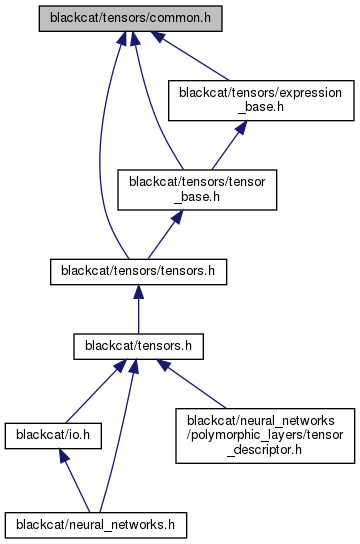 blackcat/tensors/common.h
blackcat/tensors/expression
_base.h
blackcat/tensors/tensor
_base.h
blackcat/tensors/tensors.h
blackcat/tensors.h
blackcat/io.h
blackcat/neural_networks
/polymorphic_layers/tensor
_descriptor.h
blackcat/neural_networks.h